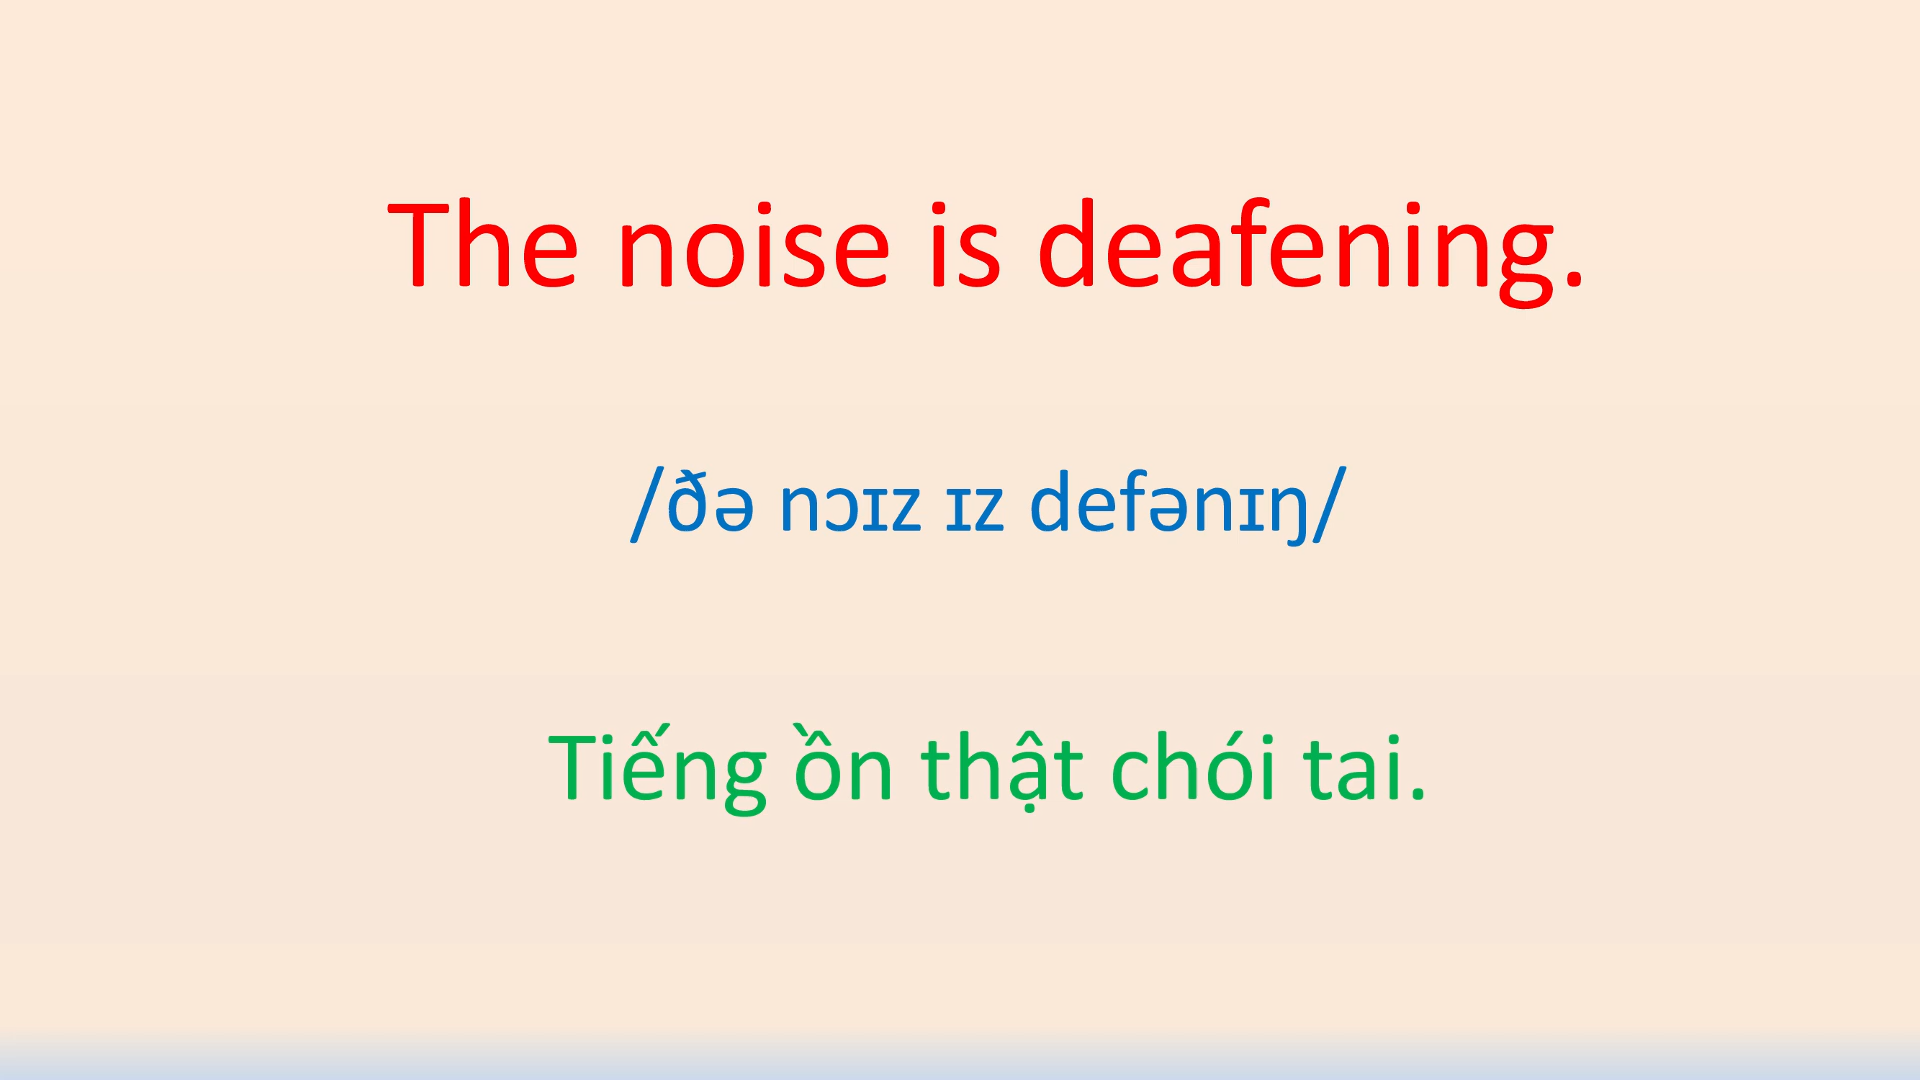 The noise is deafening.
/ðə nɔɪz ɪz defənɪŋ/
Tiếng ồn thật chói tai.